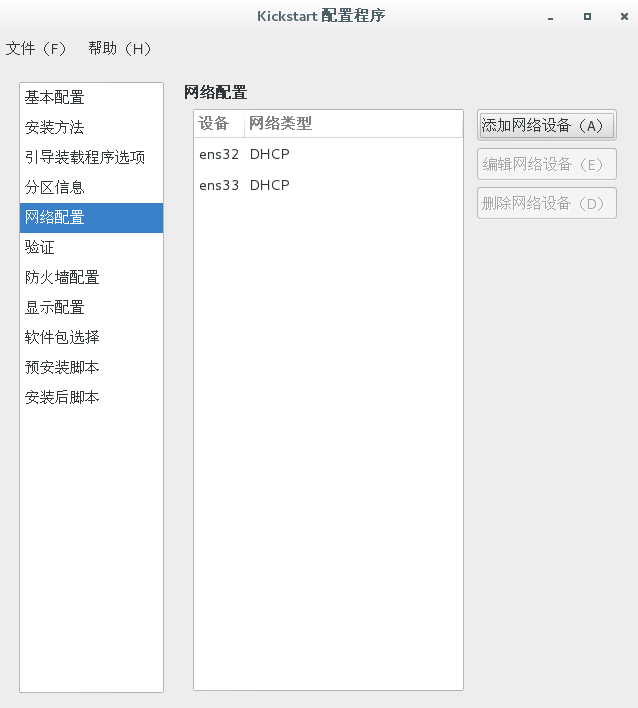 Kickstart 配置程序
文件（F） 帮助（H）
基本配置
安装方法
引导装载程序选项
分区信息
网络配置
验证
防火墙配置
显示配置
软件包选择
预安装脚本
安装后脚本
网络配置
设备 网络类型
ens32 DHCP
ens33 DHCP
添加网络设备（A）
编辑网络设备（E）
删除网络设备（D）